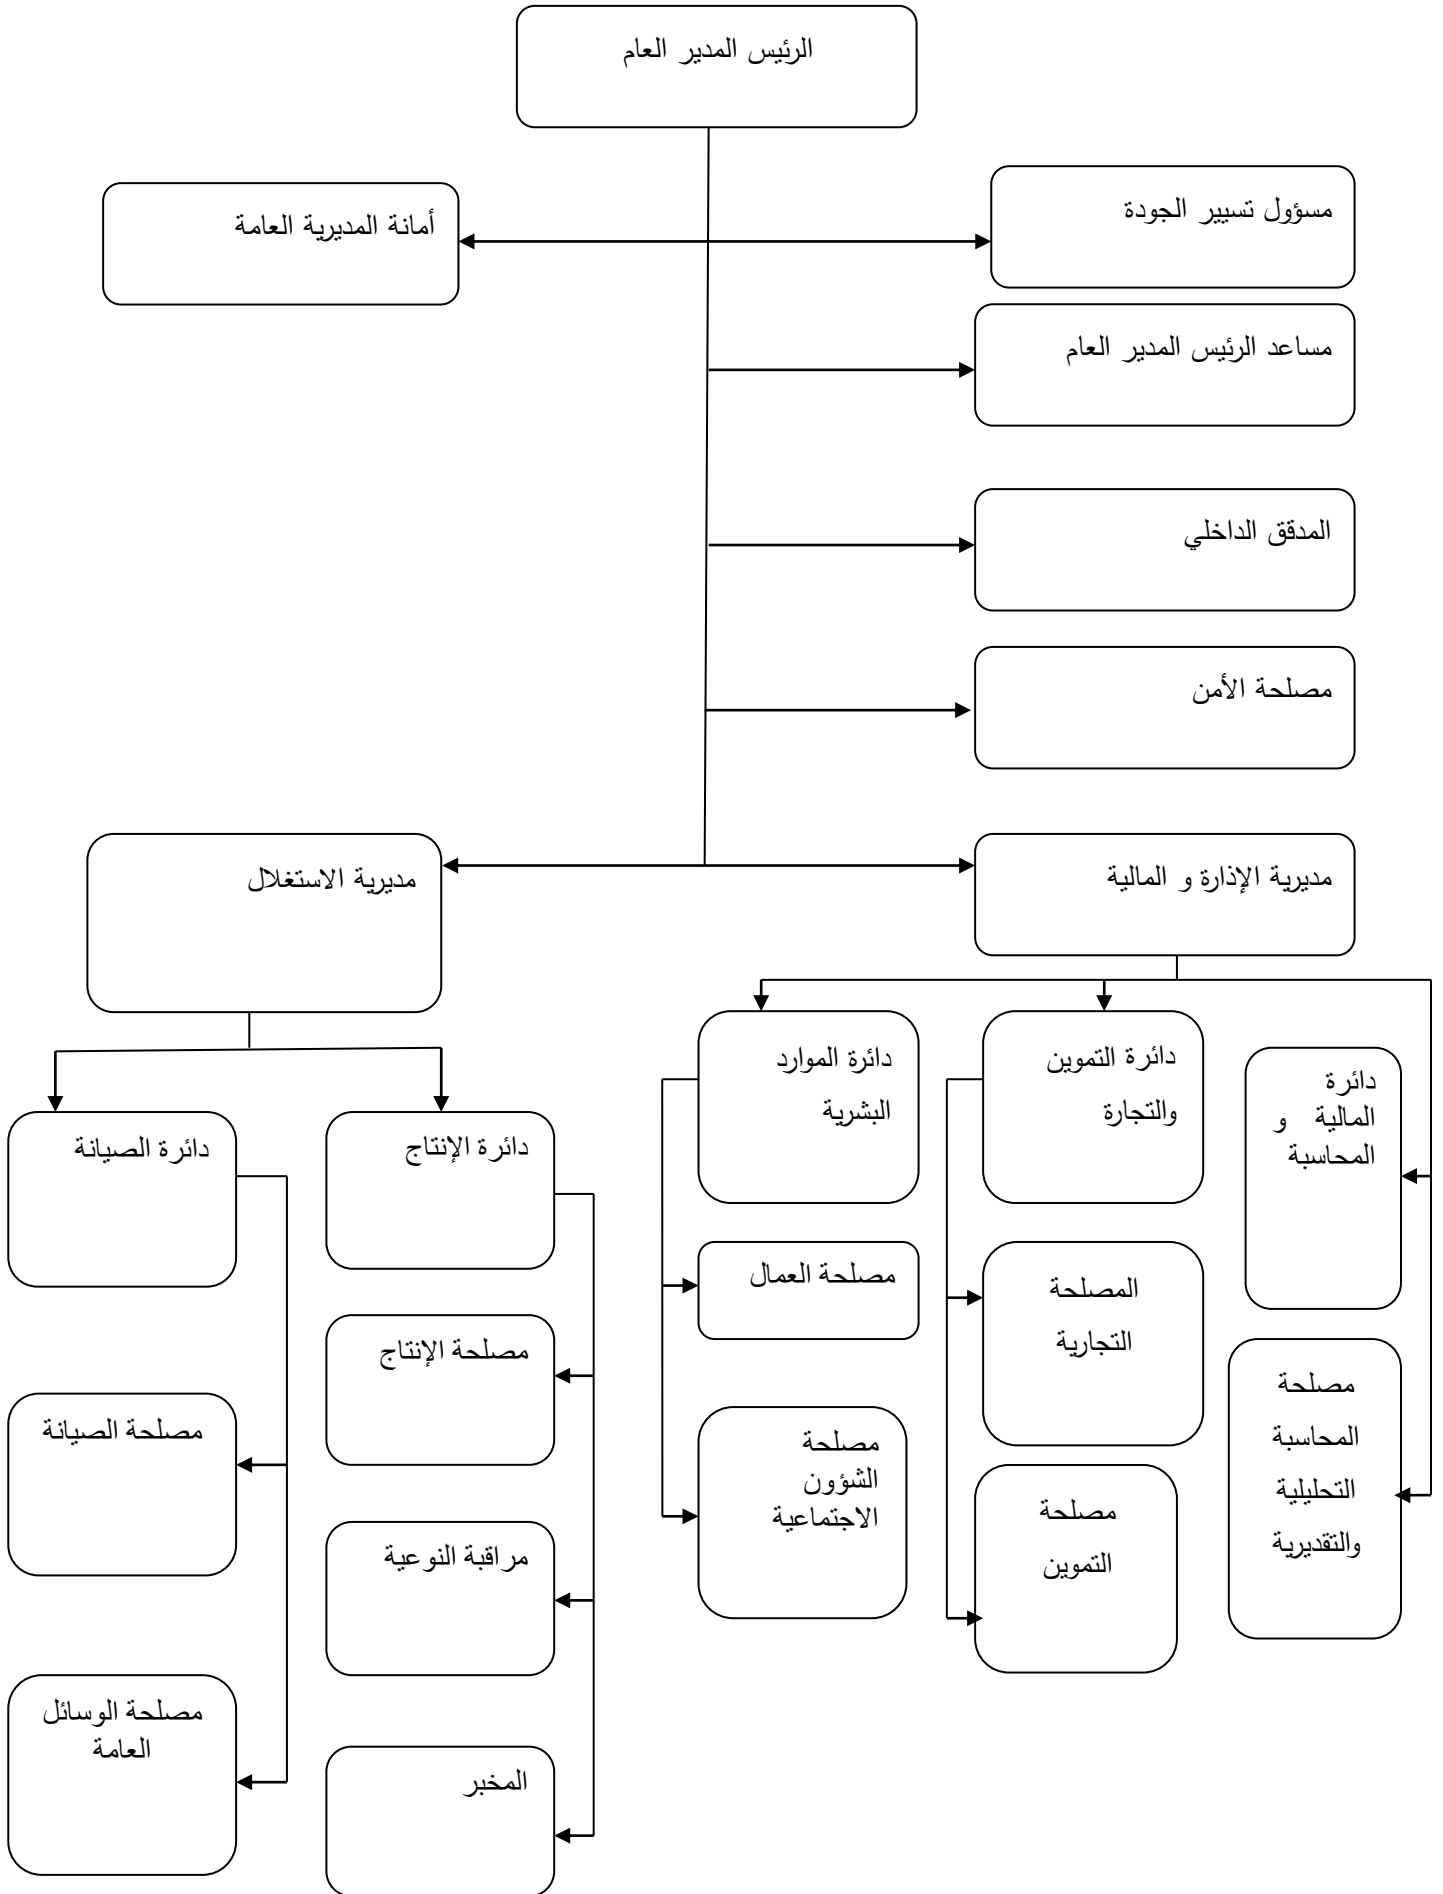 الرئيس المدير العام
مسؤول تسيير الجودة
أمانة المديرية العامة
مساعد الرئيس المدير العام
المدقق الداخلي
مصلحة الأمن
مديرية الإذارة و المالية
مديرية الاستغلال
دائرة
المالية و
المحاسبة
دائرة التموين
والتجارة
دائرة الموارد
البشرية
دائرة الإنتاج
دائرة الصيانة
مصلحة
المحاسبة
التحليلية
والتقديرية
المصلحة
التجارية
مصلحة العمال
مصلحة الإنتاج
مصلحة الصيانة
مصلحة
التموين
مصلحة
الشؤون
الاجتماعية
مراقبة النوعية
مصلحة الوسائل
العامة
المخبر